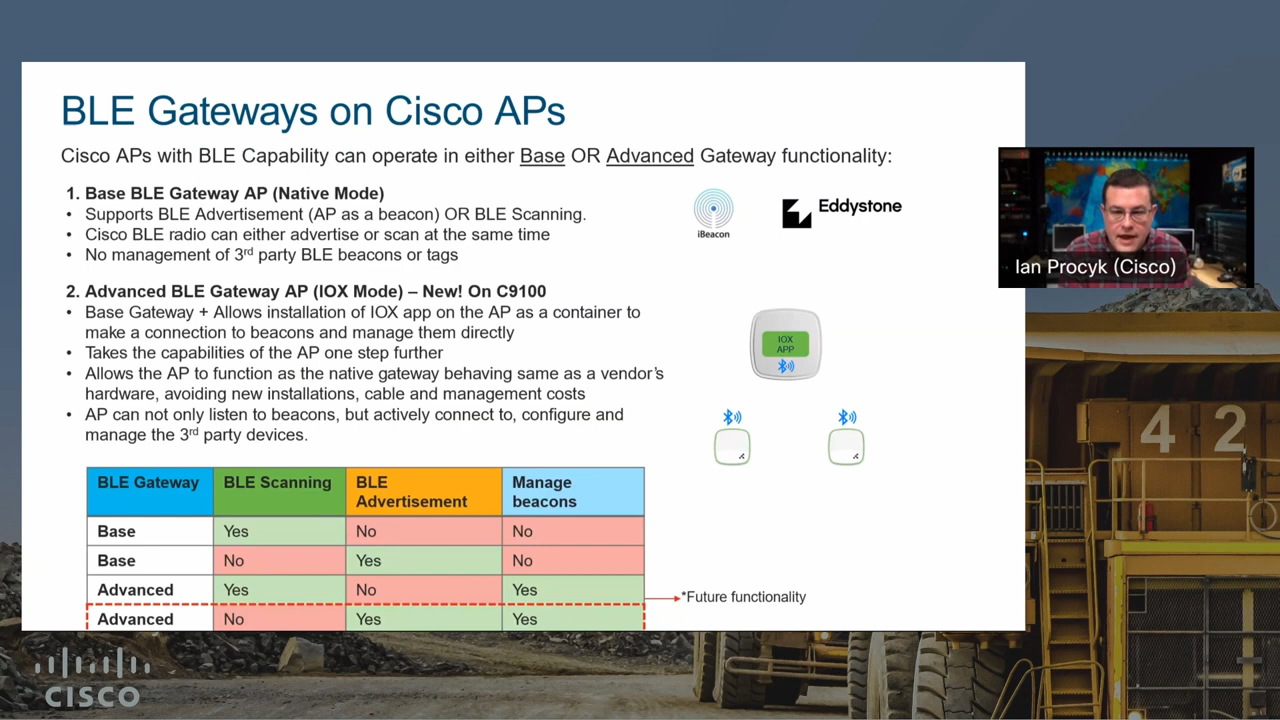 BLE Gateways on Cisco APs
Cisco APs with BLE Capability can operate in either Base OR Advanced Gateway functionality:
1. Base BLE Gateway AP (Native Mode)
• Supports BLE Advertisement (AP as a beacon) OR BLE Scanning.
• Cisco BLE radio can either advertise or scan at the same time
• No management of 3rd party BLE beacons or tags
iBeacon
Eddystone
2. Advanced BLE Gateway AP (IOX Mode) – New! On C9100
• Base Gateway + Allows installation of IOX app on the AP as a container to
make a connection to beacons and manage them directly
• Takes the capabilities of the AP one step further
• Allows the AP to function as the native gateway behaving same as a vendor's
hardware, avoiding new installations, cable and management costs
• AP can not only listen to beacons, but actively connect to, configure and
manage the 3rd party devices.
IOX
APP
BLE Gateway BLE Scanning BLE Advertisement Manage beacons
Base Yes No No
Base No Yes No
Advanced Yes No Yes
Advanced No Yes Yes
*Future functionality
Ian Procyk (Cisco)
4 2
CISCO